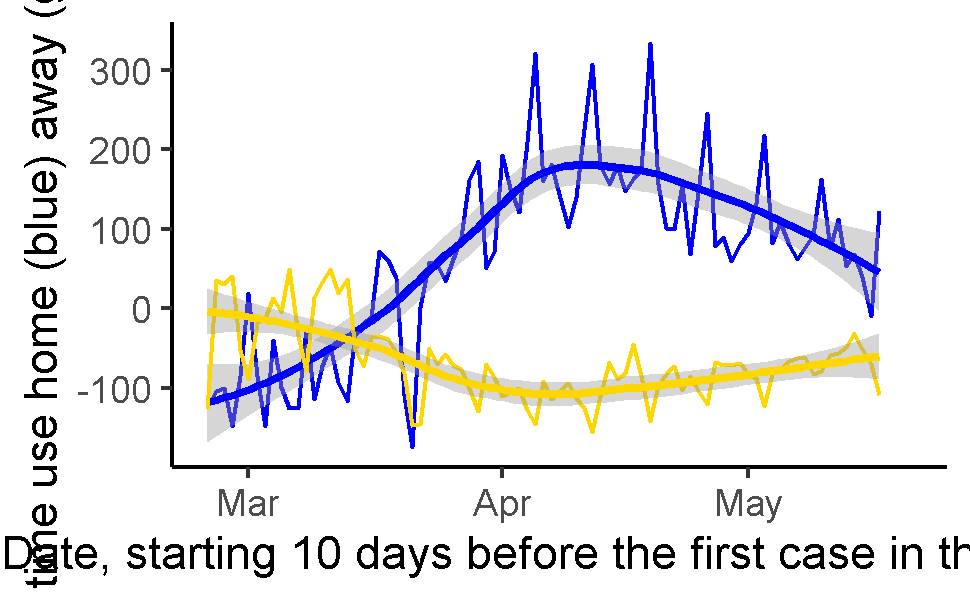 time use home (blue) away (
300
200
100
0
-100
Mar Apr May
Date, starting 10 days before the first case in th